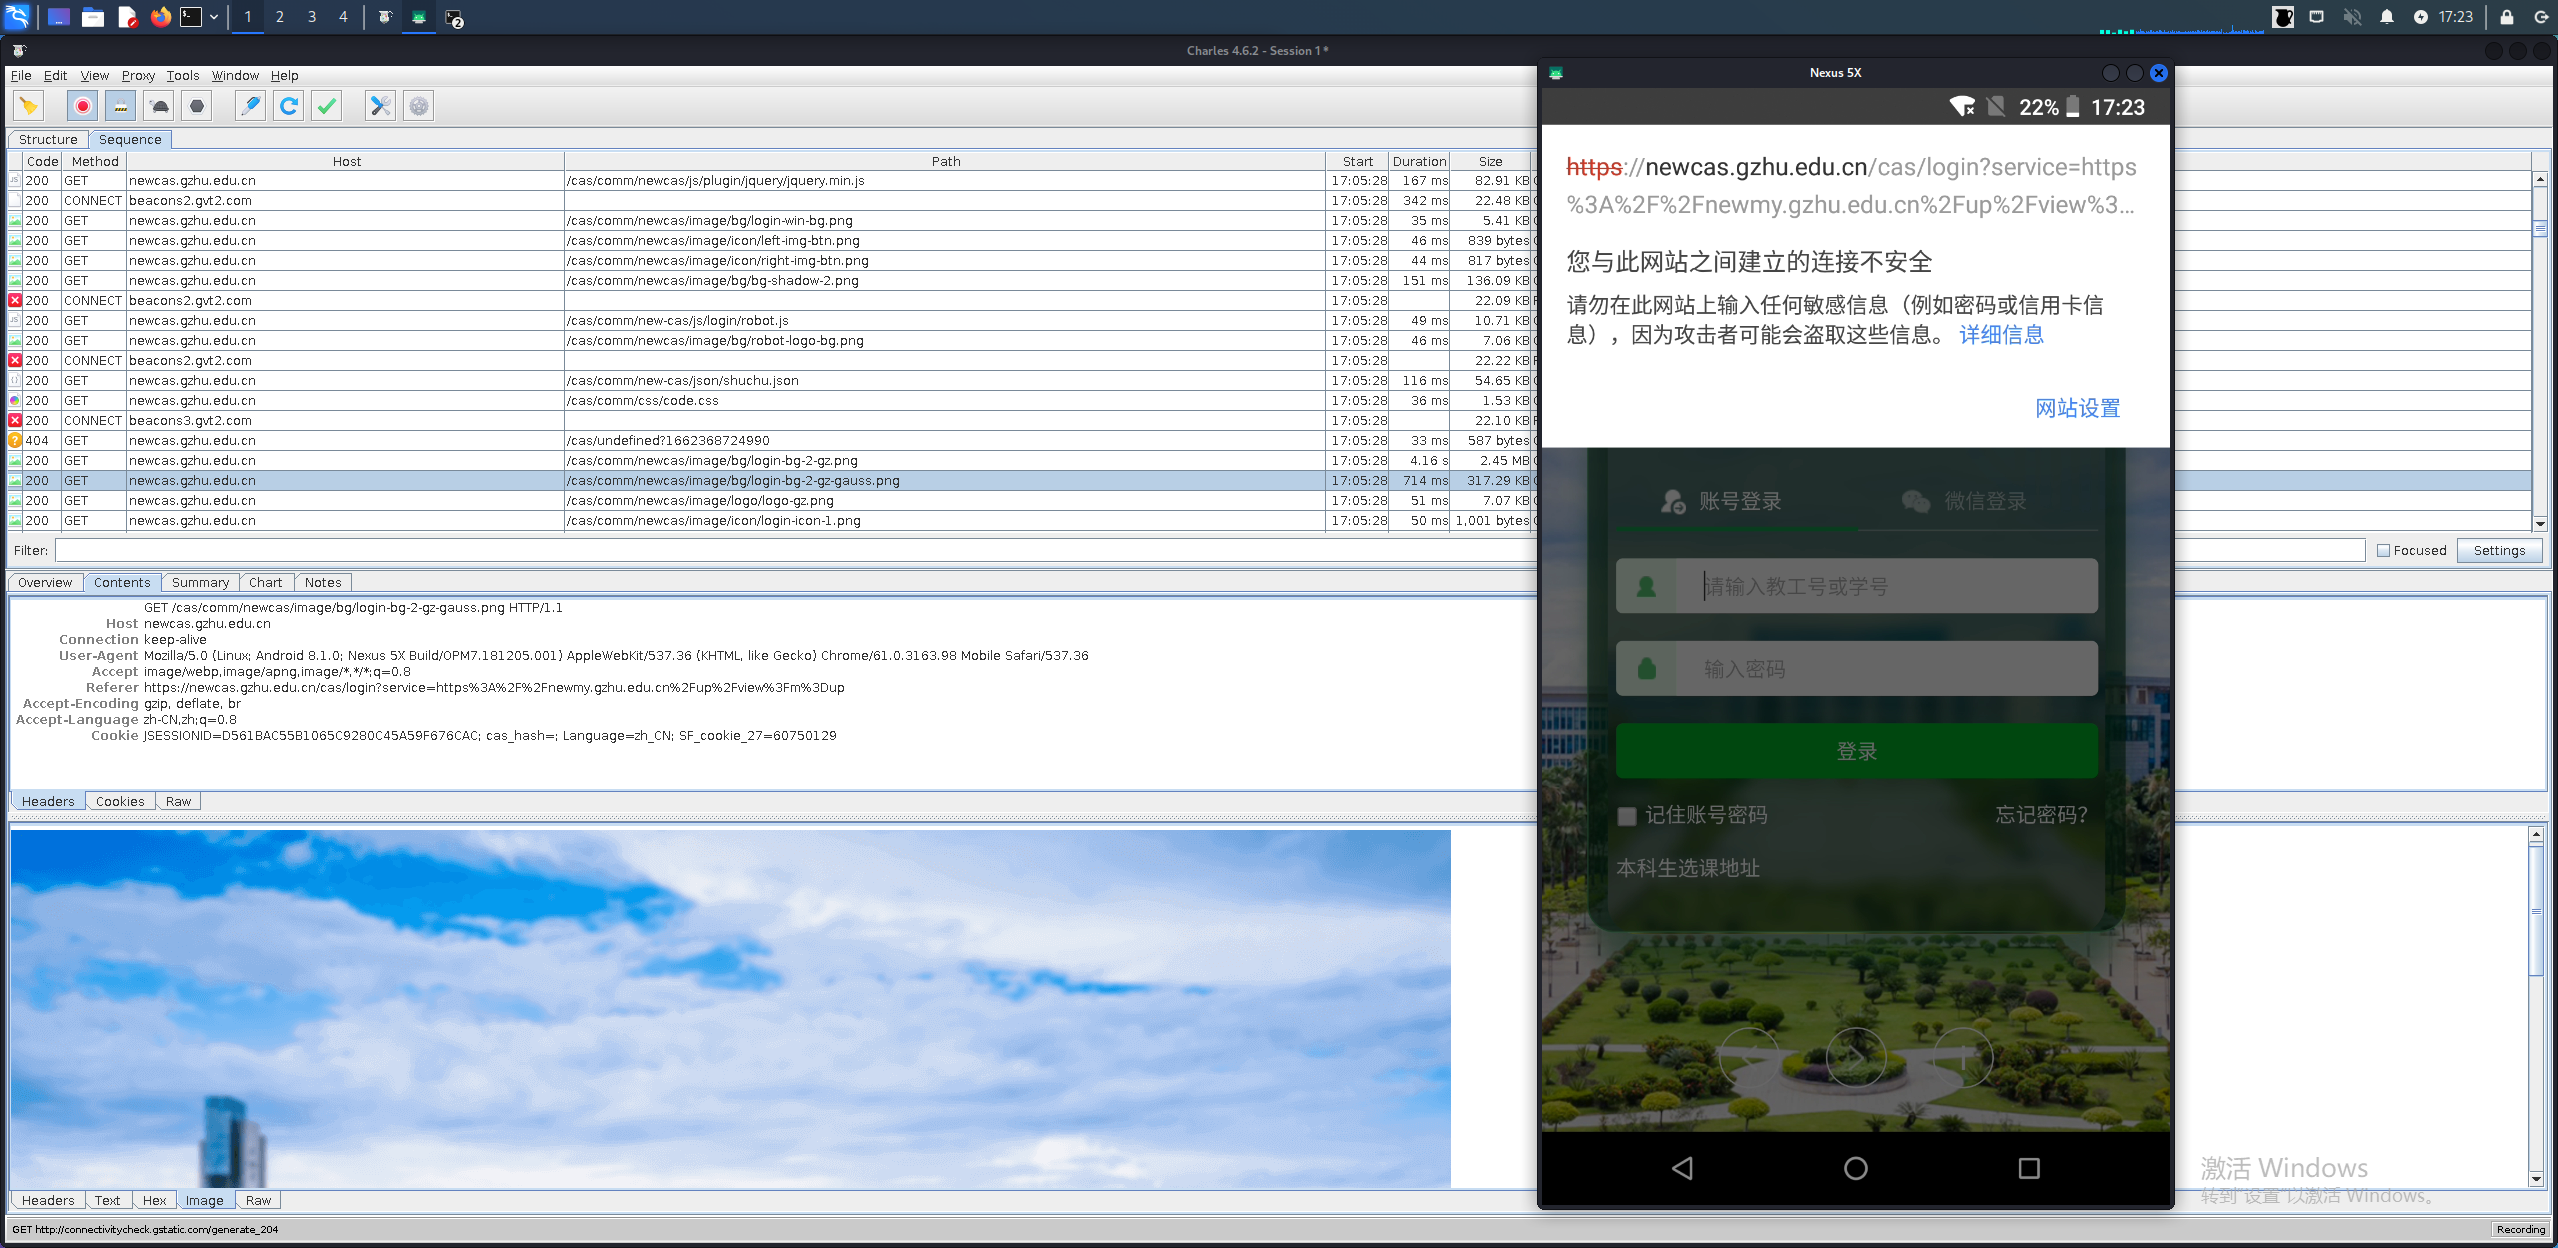 1 2 3 4 2 17:23
Charles 4.6.2 - Session 1 *
File Edit View Proxy Tools Window Help
Structure Sequence
Code Method Host Path Start Duration Size
200 GET newcas.gzhu.edu.cn /cas/comm/newcas/js/plugin/jquery/jquery.min.js 17:05:28 167 ms 82.91 KB
200 CONNECT beacons2.gvt2.com 17:05:28 342 ms 22.48 KB
200 GET newcas.gzhu.edu.cn /cas/comm/newcas/image/bg/login-win-bg.png 17:05:28 35 ms 5.41 KB
200 GET newcas.gzhu.edu.cn /cas/comm/newcas/image/icon/left-img-btn.png 17:05:28 46 ms 839 bytes
200 GET newcas.gzhu.edu.cn /cas/comm/newcas/image/icon/right-img-btn.png 17:05:28 44 ms 817 bytes
200 GET newcas.gzhu.edu.cn /cas/comm/newcas/image/bg/bg-shadow-2.png 17:05:28 151 ms 136.09 KB
200 CONNECT beacons2.gvt2.com 17:05:28 22.09 KB
200 GET newcas.gzhu.edu.cn /cas/comm/new-cas/js/login/robot.js 17:05:28 49 ms 10.71 KB
200 GET newcas.gzhu.edu.cn /cas/comm/newcas/image/bg/robot-logo-bg.png 17:05:28 46 ms 7.06 KB
200 CONNECT beacons2.gvt2.com 17:05:28 22.22 KB
200 GET newcas.gzhu.edu.cn /cas/comm/new-cas/json/shuchu.json 17:05:28 116 ms 54.65 KB
200 GET newcas.gzhu.edu.cn /cas/comm/css/code.css 17:05:28 36 ms 1.53 KB
200 CONNECT beacons3.gvt2.com 17:05:28 22.10 KB
404 GET newcas.gzhu.edu.cn /cas/undefined?1662368724990 17:05:28 33 ms 587 bytes
200 GET newcas.gzhu.edu.cn /cas/comm/newcas/image/bg/login-bg-2-gz.png 17:05:28 4.16 s 2.45 MB
200 GET newcas.gzhu.edu.cn /cas/comm/newcas/image/bg/login-bg-2-gz-gauss.png 17:05:28 714 ms 317.29 KB
200 GET newcas.gzhu.edu.cn /cas/comm/newcas/image/logo/logo-gz.png 17:05:28 51 ms 7.07 KB
200 GET newcas.gzhu.edu.cn /cas/comm/newcas/image/icon/login-icon-1.png 17:05:28 50 ms 1,001 bytes
Filter: Focused Settings
Overview Contents Summary Chart Notes
GET /cas/comm/newcas/image/bg/login-bg-2-gz-gauss.png HTTP/1.1
Host newcas.gzhu.edu.cn
Connection keep-alive
User-Agent Mozilla/5.0 (Linux; Android 8.1.0; Nexus 5X Build/OPM7.181205.001) AppleWebKit/537.36 (KHTML, like Gecko) Chrome/61.0.3163.98 Mobile Safari/537.36
Accept image/webp,image/apng,image/*,*/*;q=0.8
Referer https://newcas.gzhu.edu.cn/cas/login?service=https%3A%2F%2Fnewmy.gzhu.edu.cn%2Fup%2Fview%3Fm%3Dup
Accept-Encoding gzip, deflate, br
Accept-Language zh-CN,zh;q=0.8
Cookie JSESSIONID=D561BAC55B1065C9280C45A59F676CAC; cas_hash=; Language=zh_CN; SF_cookie_27=60750129
Headers Cookies Raw
Headers Text Hex Image Raw
GET http://connectivitycheck.gstatic.com/generate_204
Recording
Nexus 5X
22% 17:23
https://newcas.gzhu.edu.cn/cas/login?service=https
%3A%2F%2Fnewmy.gzhu.edu.cn%2Fup%2Fview%3...
您与此网站之间建立的连接不安全
请勿在此网站上输入任何敏感信息（例如密码或信用卡信
息），因为攻击者可能会盗取这些信息。 详细信息
网站设置
账号登录 微信登录
请输入教工号或学号
输入密码
登录
记住账号密码 忘记密码？
本科生选课地址
激活 Windows
转到"设置"以激活 Windows。